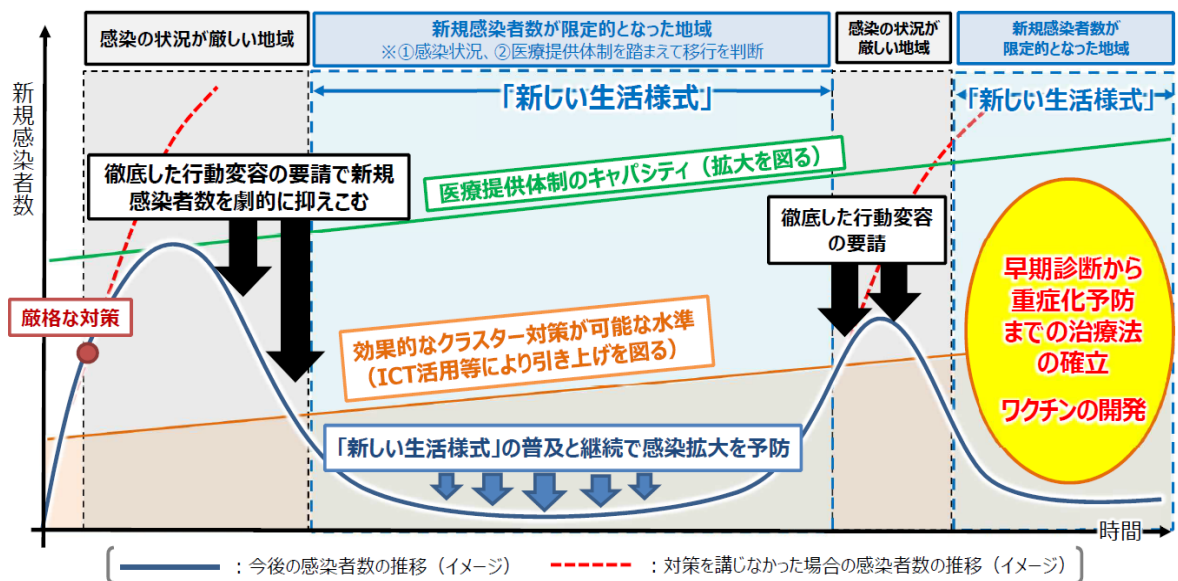 感染の状況が厳しい地域
新規感染者数が限定的となった地域
※①感染状況、②医療提供体制を踏まえて移行を判断
感染の状況が
厳しい地域
新規感染者数が
限定的となった地域
「新しい生活様式」
「新しい生活様式」
新規感染者数
徹底した行動変容の要請で新規
感染者数を劇的に抑えこむ
医療提供体制のキャパシティ（拡大を図る）
徹底した行動変容
の要請
厳格な対策
効果的なクラスター対策が可能な水準
（ICT活用等により引き上げを図る）
早期診断から
重症化予防
までの治療法
の確立
ワクチンの開発
「新しい生活様式」の普及と継続で感染拡大を予防
時間
：今後の感染者数の推移（イメージ）
：対策を講じなかった場合の感染者数の推移（イメージ）